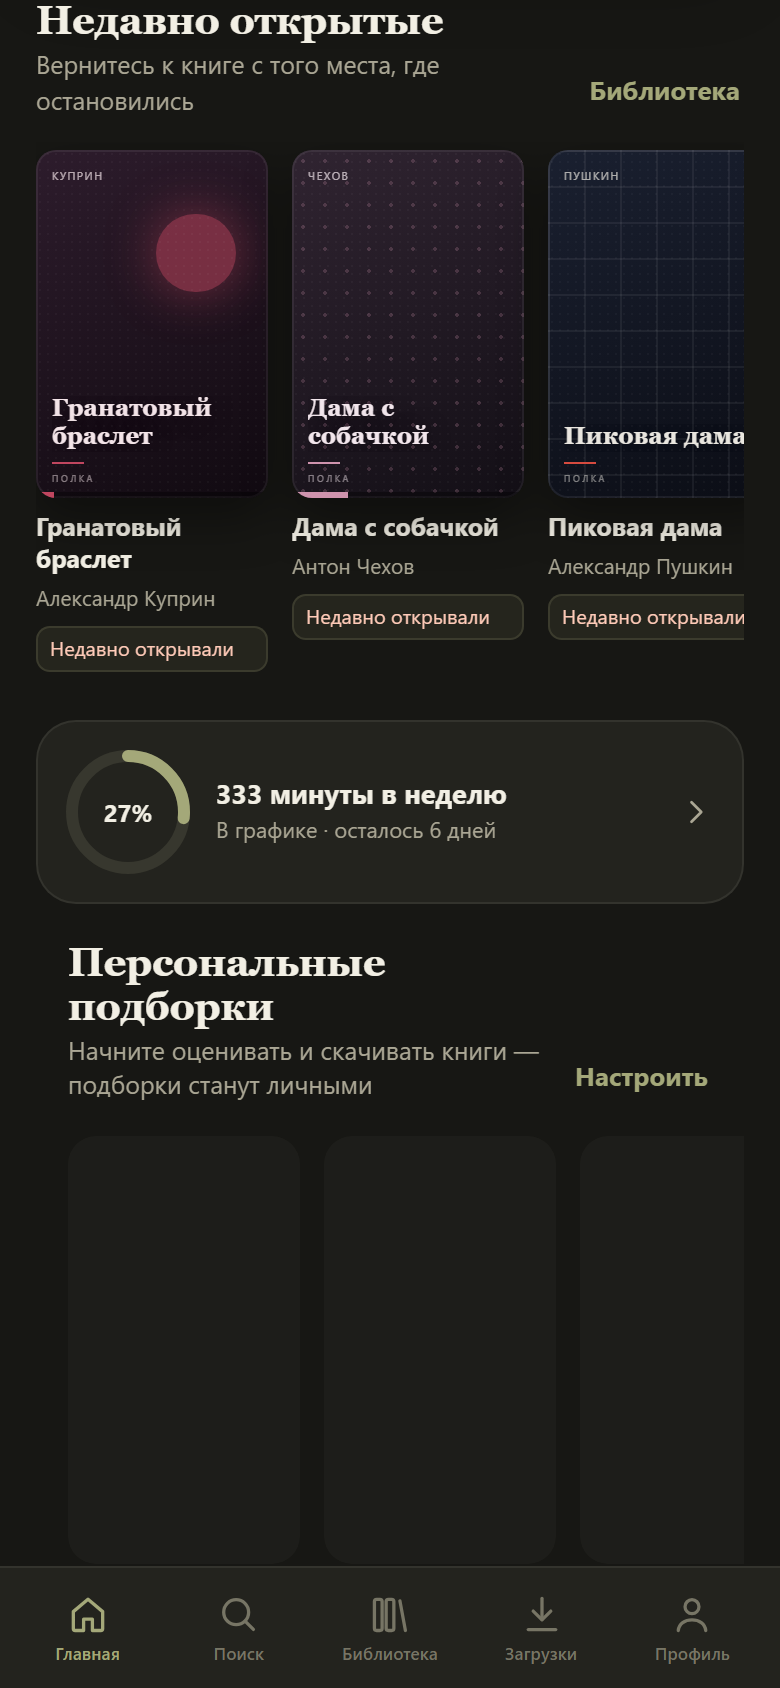 Недавно открытые
Вернитесь к книге с того места, где
остановились
Библиотека
КУПРИН
Гранатовый
браслет
ПОЛКА
ЧЕХОВ
Дама с
собачкой
ПОЛКА
ПУШКИН
Пиковая дама
ПОЛКА
Гранатовый
браслет
Александр Куприн
Недавно открывали
Дама с собачкой
Антон Чехов
Недавно открывали
Пиковая дама
Александр Пушкин
Недавно открывали
27%
333 минуты в неделю
В графике · осталось 6 дней
Персональные
подборки
Начните оценивать и скачивать книги —
подборки станут личными
Настроить
Главная
Поиск
Библиотека
Загрузки
Профиль